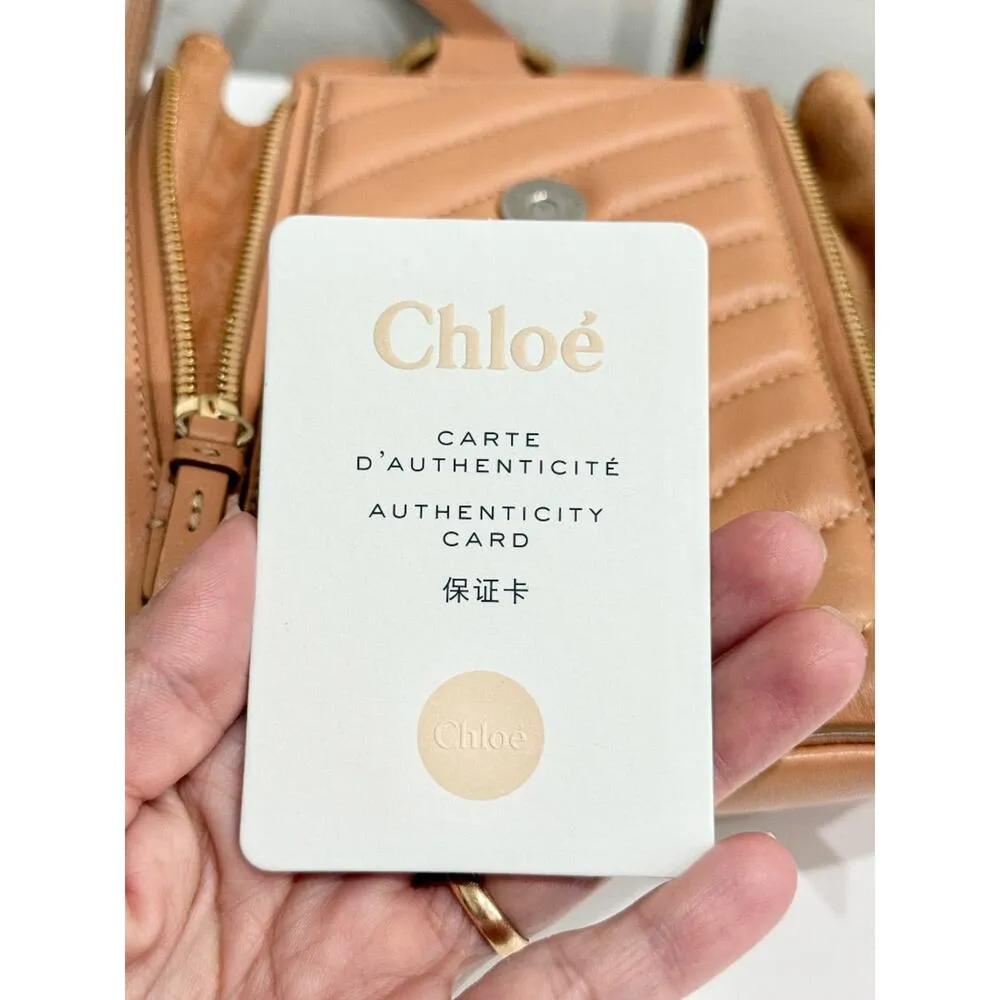 Chloé
CARTE
D'AUTHENTICITÉ
AUTHENTICITY
CARD
保证卡
Chloé